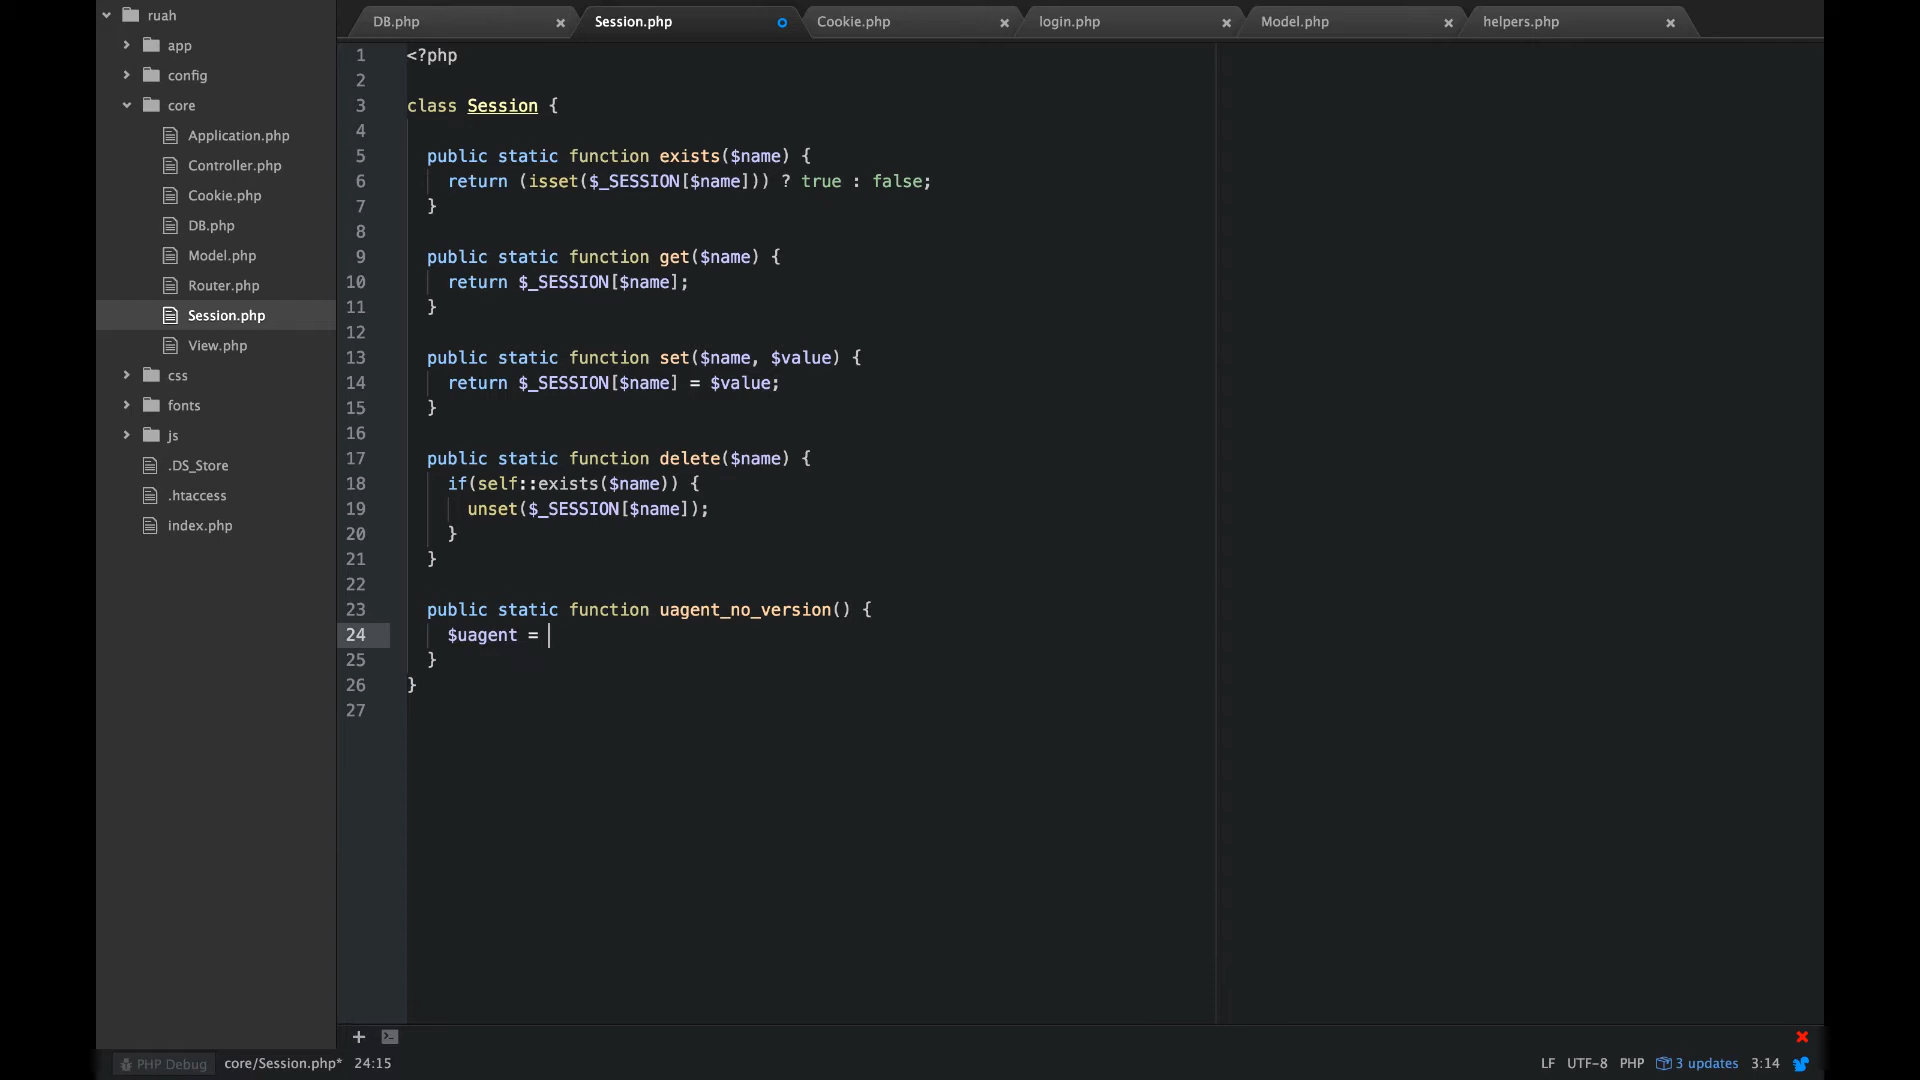 ruah
app
config
core
Application.php
Controller.php
Cookie.php
DB.php
Model.php
Router.php
Session.php
View.php
css
fonts
js
.DS_Store
.htaccess
index.php
DB.php
Session.php
Cookie.php
login.php
Model.php
helpers.php
1 <?php
2
3 class Session {
4
5 public static function exists($name) {
6 return (isset($_SESSION[$name])) ? true : false;
7 }
8
9 public static function get($name) {
10 return $_SESSION[$name];
11 }
12
13 public static function set($name, $value) {
14 return $_SESSION[$name] = $value;
15 }
16
17 public static function delete($name) {
18 if(self::exists($name)) {
19 unset($_SESSION[$name]);
20 }
21 }
22
23 public static function uagent_no_version() {
24 $uagent =
25 }
26 }
27
PHP Debug core/Session.php* 24:15 LF UTF-8 PHP 3 updates 3:14